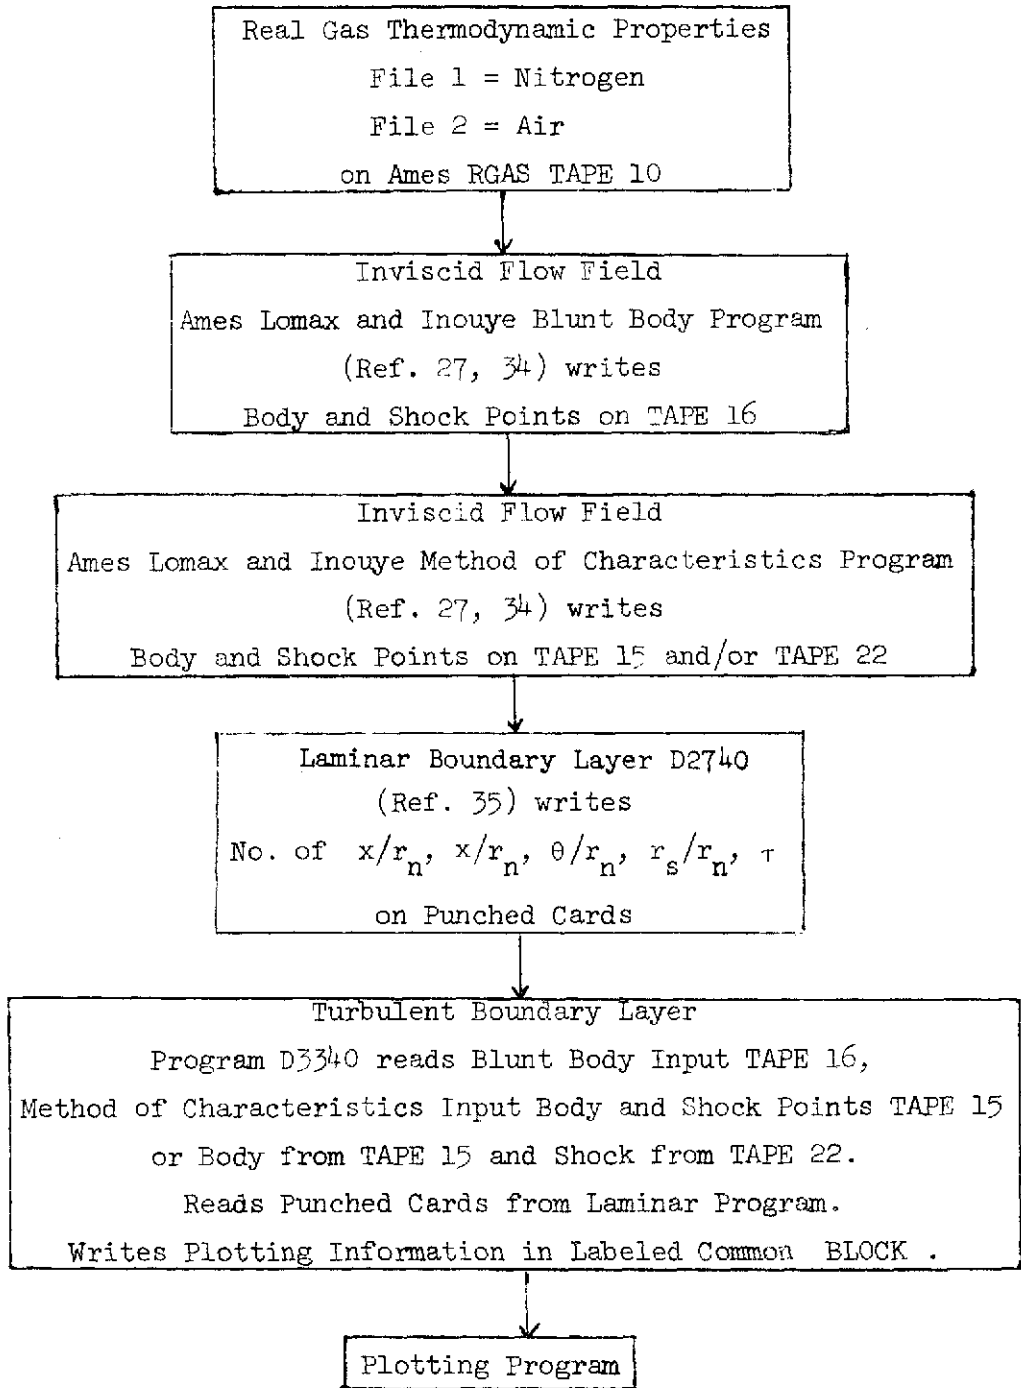 Real Gas Thermodynamic Properties
File 1 = Nitrogen
File 2 = Air
on Ames RGAS TAPE 10
Inviscid Flow Field
Ames Lomax and Inouye Blunt Body Program
(Ref. 27, 34) writes
Body and Shock Points on TAPE 16
Inviscid Flow Field
Ames Lomax and Inouye Method of Characteristics Program
(Ref. 27, 34) writes
Body and Shock Points on TAPE 15 and/or TAPE 22
Laminar Boundary Layer D2740
(Ref. 35) writes
No. of x/r_n, x/r_n, θ/r_n, r_s/r_n, τ
on Punched Cards
Turbulent Boundary Layer
Program D3340 reads Blunt Body Input TAPE 16,
Method of Characteristics Input Body and Shock Points TAPE 15
or Body from TAPE 15 and Shock from TAPE 22.
Reads Punched Cards from Laminar Program.
Writes Plotting Information in Labeled Common BLOCK .
Plotting Program